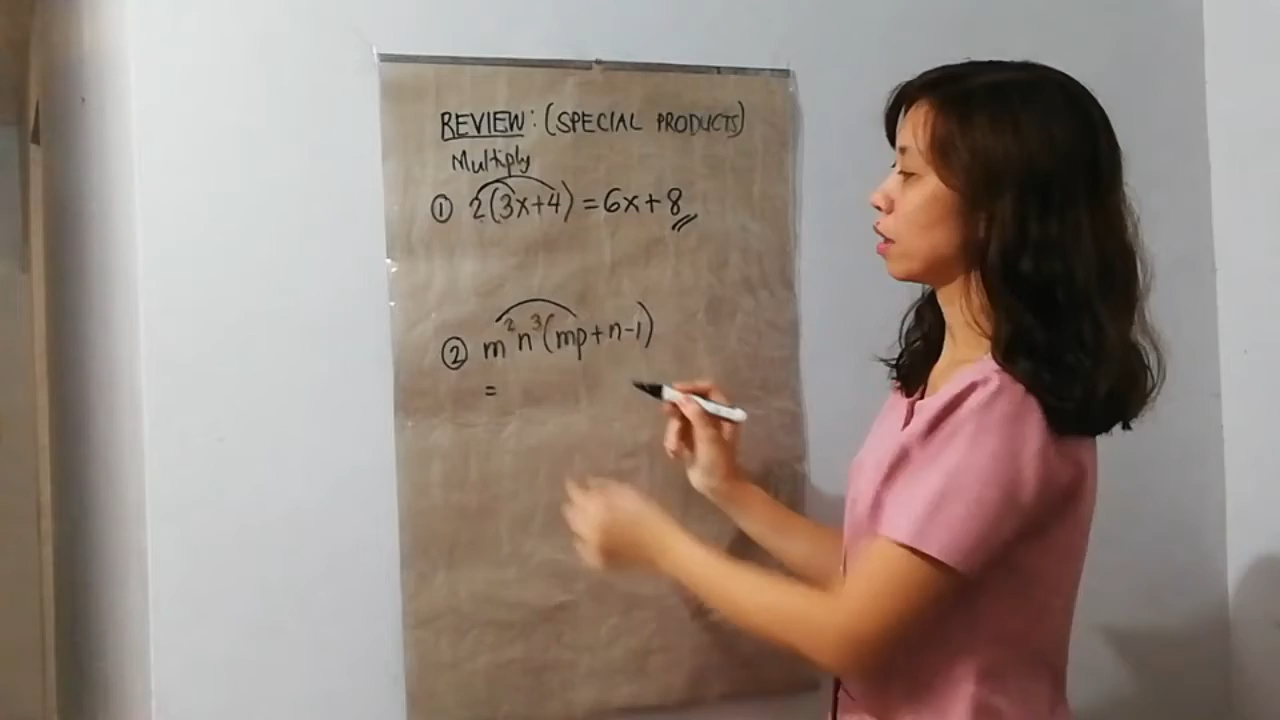 REVIEW: (SPECIAL PRODUCTS)
Multiply
① 2(3x+4) = 6x + 8
② m²n³(mp+n-1)
=